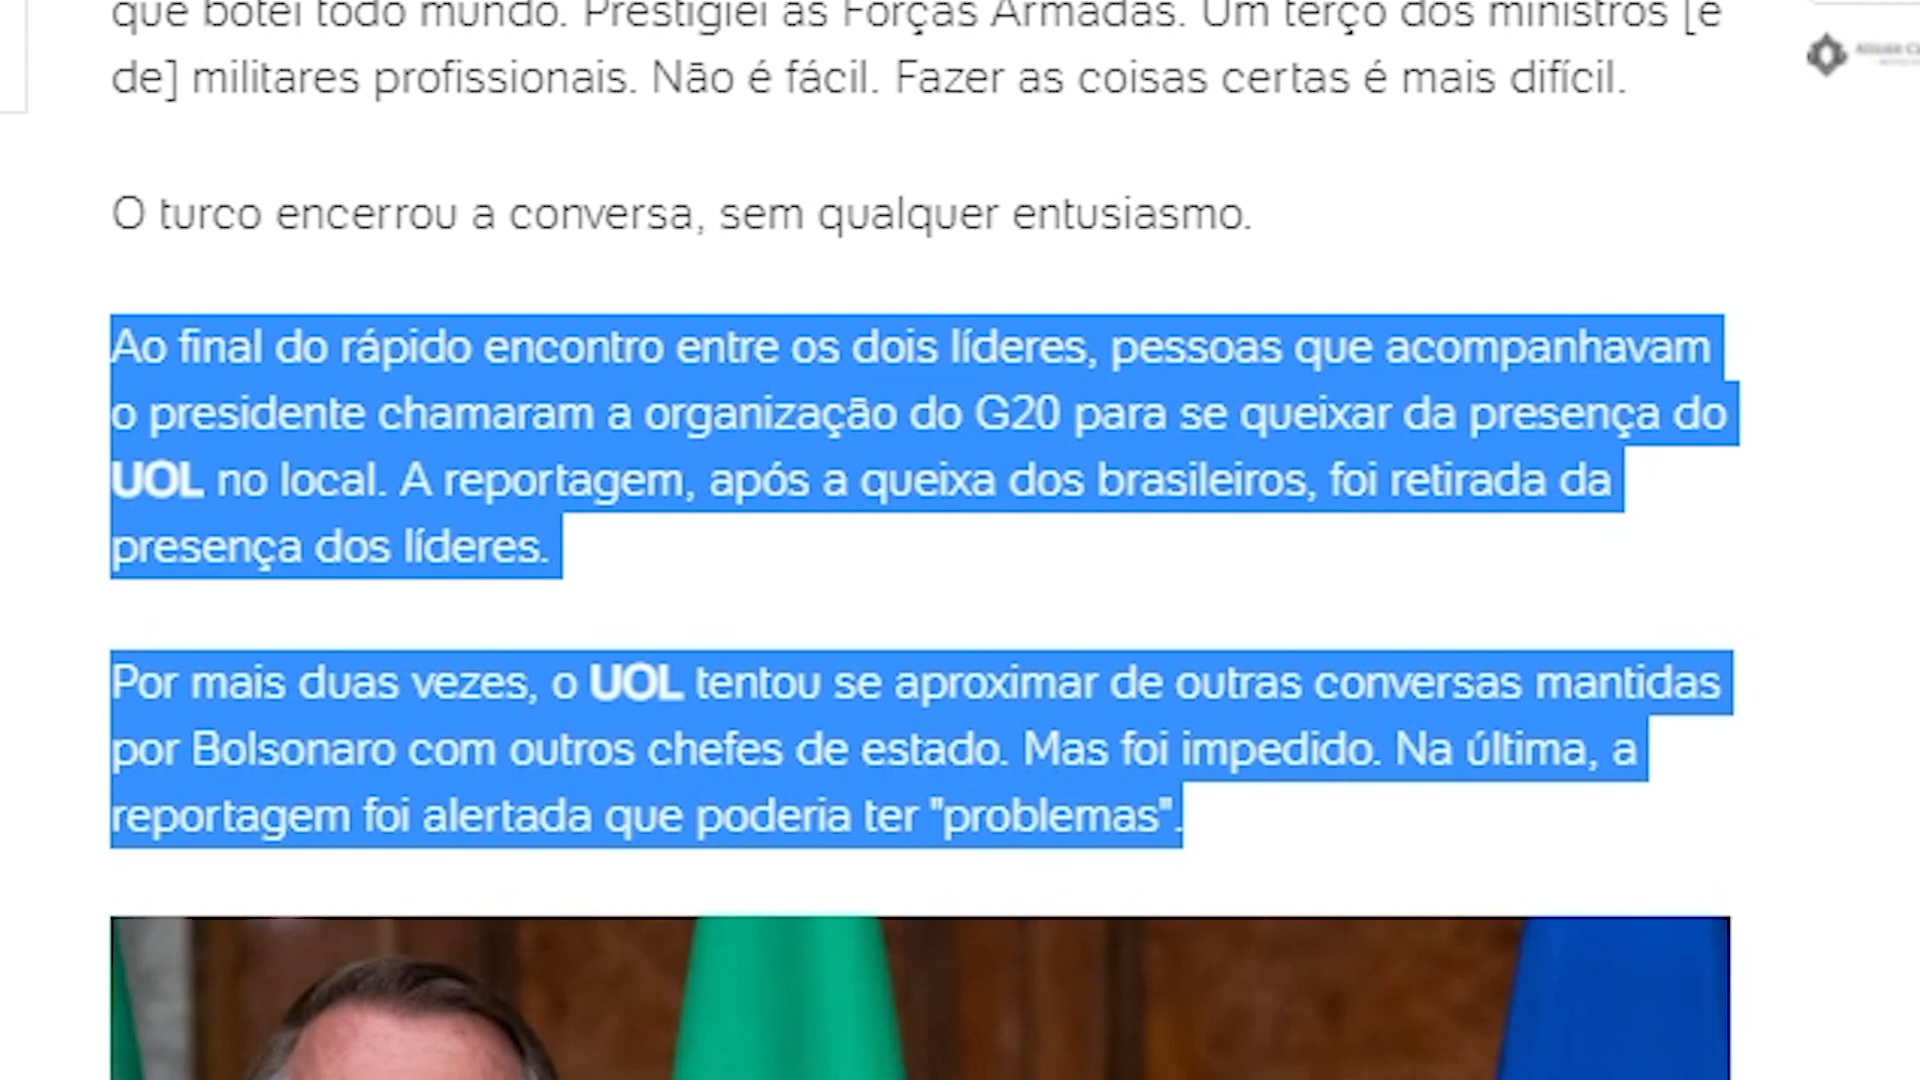 que botei todo mundo. Prestigiei as Forças Armadas. Um terço dos ministros [é
de] militares profissionais. Não é fácil. Fazer as coisas certas é mais difícil.
O turco encerrou a conversa, sem qualquer entusiasmo.
Ao final do rápido encontro entre os dois líderes, pessoas que acompanhavam
o presidente chamaram a organização do G20 para se queixar da presença do
UOL no local. A reportagem, após a queixa dos brasileiros, foi retirada da
presença dos líderes.
Por mais duas vezes, o UOL tentou se aproximar de outras conversas mantidas
por Bolsonaro com outros chefes de estado. Mas foi impedido. Na última, a
reportagem foi alertada que poderia ter "problemas".